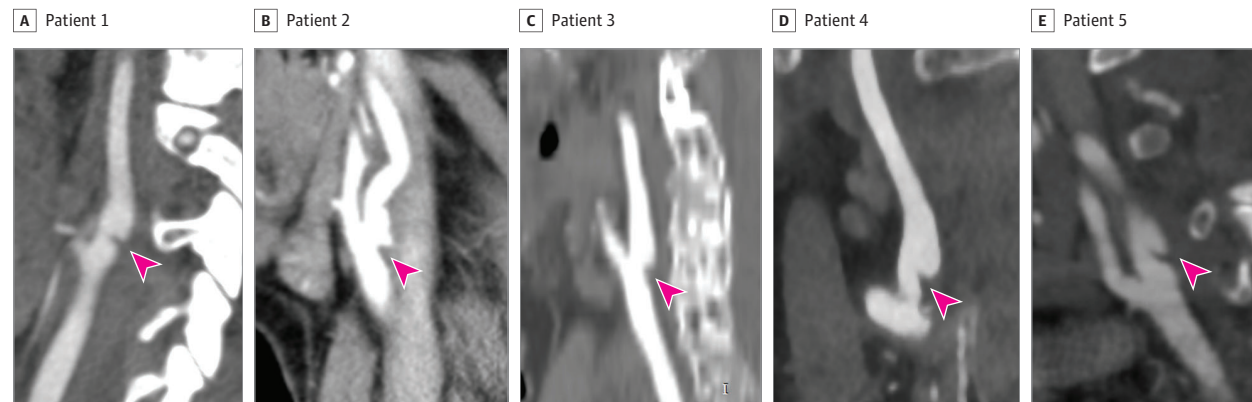 A Patient 1
B Patient 2
C Patient 3
D Patient 4
E Patient 5